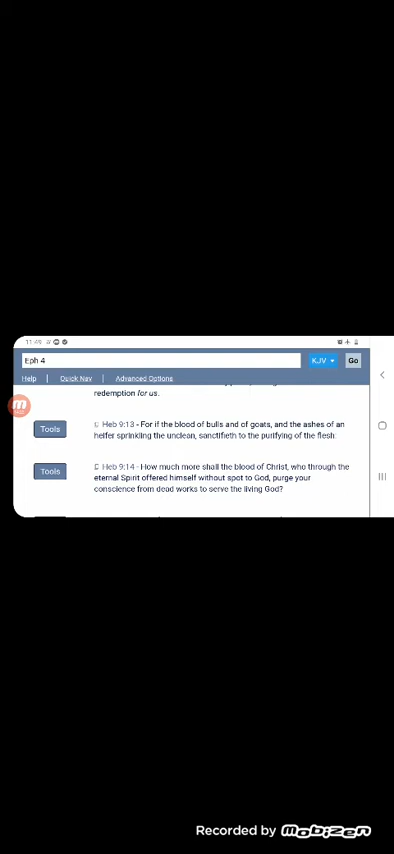 11:49
Eph 4
KJV
Go
Help | Quick Nav | Advanced Options
redemption for us.
Tools
Heb 9:13 - For if the blood of bulls and of goats, and the ashes of an
heifer sprinkling the unclean, sanctifieth to the purifying of the flesh:
Tools
Heb 9:14 - How much more shall the blood of Christ, who through the
eternal Spirit offered himself without spot to God, purge your
conscience from dead works to serve the living God?
Recorded by mobizen